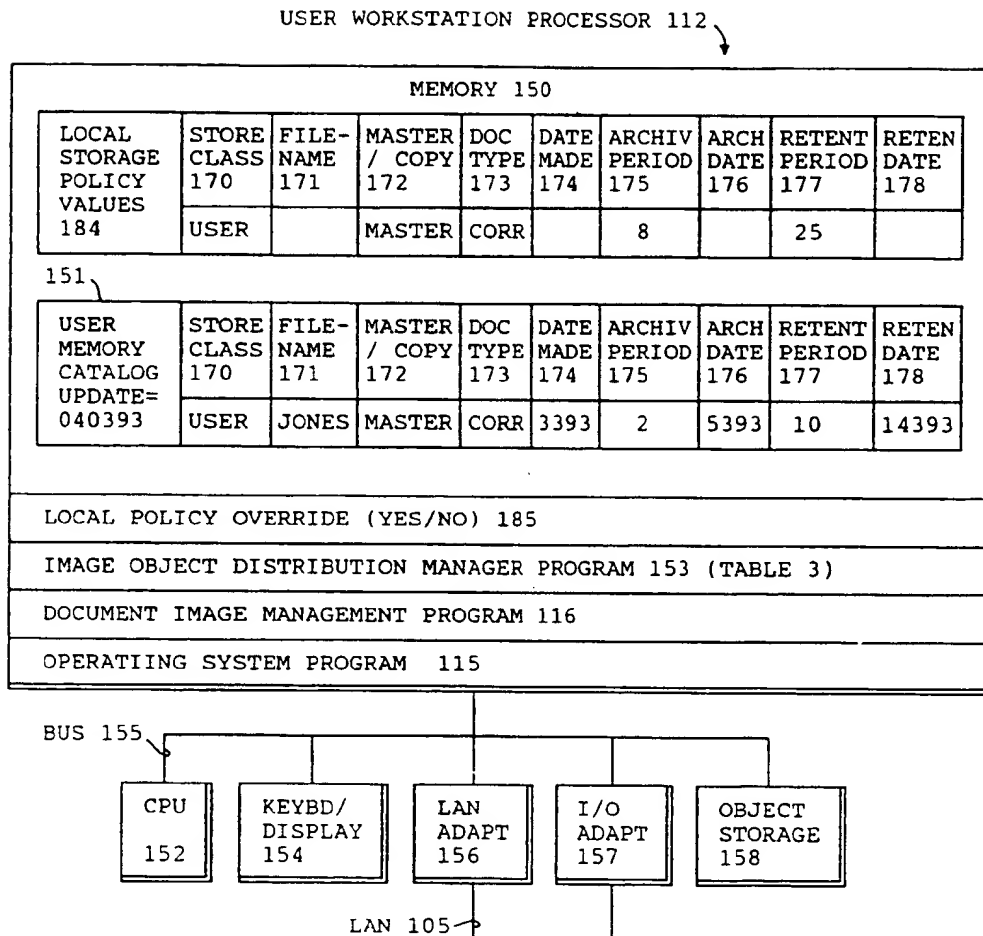 USER WORKSTATION PROCESSOR 112
MEMORY 150
LOCAL STORAGE POLICY VALUES 184
STORE CLASS 170
FILE-NAME 171
MASTER / COPY 172
DOC TYPE 173
DATE MADE 174
ARCHIV PERIOD 175
ARCH DATE 176
RETENT PERIOD 177
RETEN DATE 178
USER MASTER CORR 8 25
151
USER MEMORY CATALOG UPDATE= 040393
STORE CLASS 170
FILE-NAME 171
MASTER / COPY 172
DOC TYPE 173
DATE MADE 174
ARCHIV PERIOD 175
ARCH DATE 176
RETENT PERIOD 177
RETEN DATE 178
USER JONES MASTER CORR 3393 2 5393 10 14393
LOCAL POLICY OVERRIDE (YES/NO) 185
IMAGE OBJECT DISTRIBUTION MANAGER PROGRAM 153 (TABLE 3)
DOCUMENT IMAGE MANAGEMENT PROGRAM 116
OPERATIING SYSTEM PROGRAM 115
BUS 155
CPU 152
KEYBD/ DISPLAY 154
LAN ADAPT 156
I/O ADAPT 157
OBJECT STORAGE 158
LAN 105